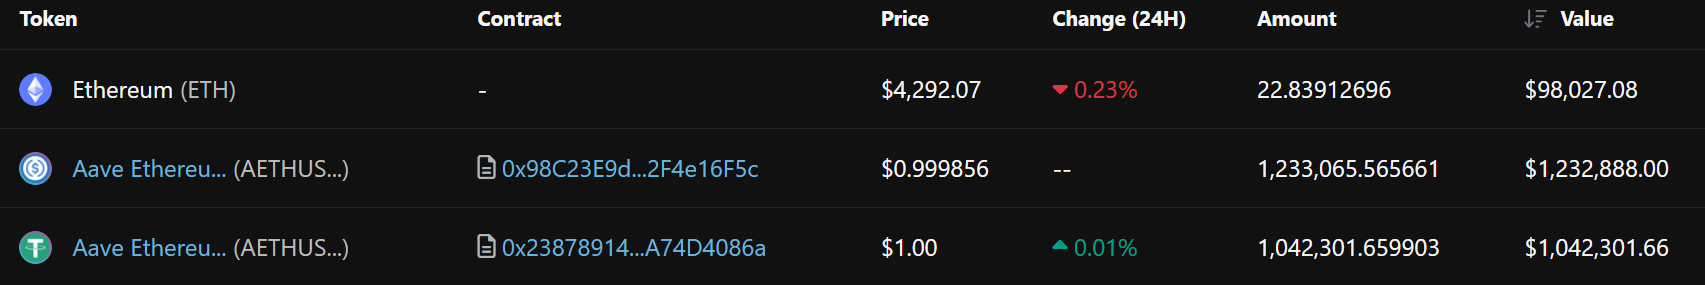 Token Contract Price Change (24H) Amount Value
Ethereum (ETH) - $4,292.07 0.23% 22.83912696 $98,027.08
Aave Ethereu... (AETHUS...) 0x98C23E9d...2F4e16F5c $0.999856 -- 1,233,065.565661 $1,232,888.00
Aave Ethereu... (AETHUS...) 0x23878914...A74D4086a $1.00 0.01% 1,042,301.659903 $1,042,301.66